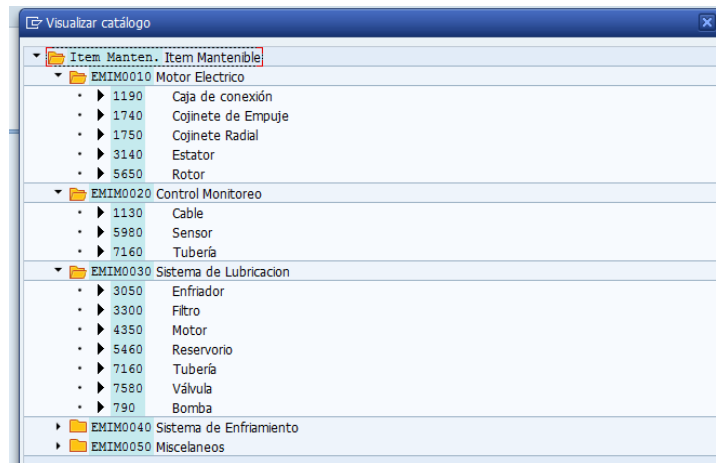 Visualizar catálogo
Item Manten. Item Mantenible
EMIM0010 Motor Electrico
1190 Caja de conexión
1740 Cojinete de Empuje
1750 Cojinete Radial
3140 Estator
5650 Rotor
EMIM0020 Control Monitoreo
1130 Cable
5980 Sensor
7160 Tubería
EMIM0030 Sistema de Lubricacion
3050 Enfriador
3300 Filtro
4350 Motor
5460 Reservorio
7160 Tubería
7580 Válvula
790 Bomba
EMIM0040 Sistema de Enfriamiento
EMIM0050 Miscelaneos